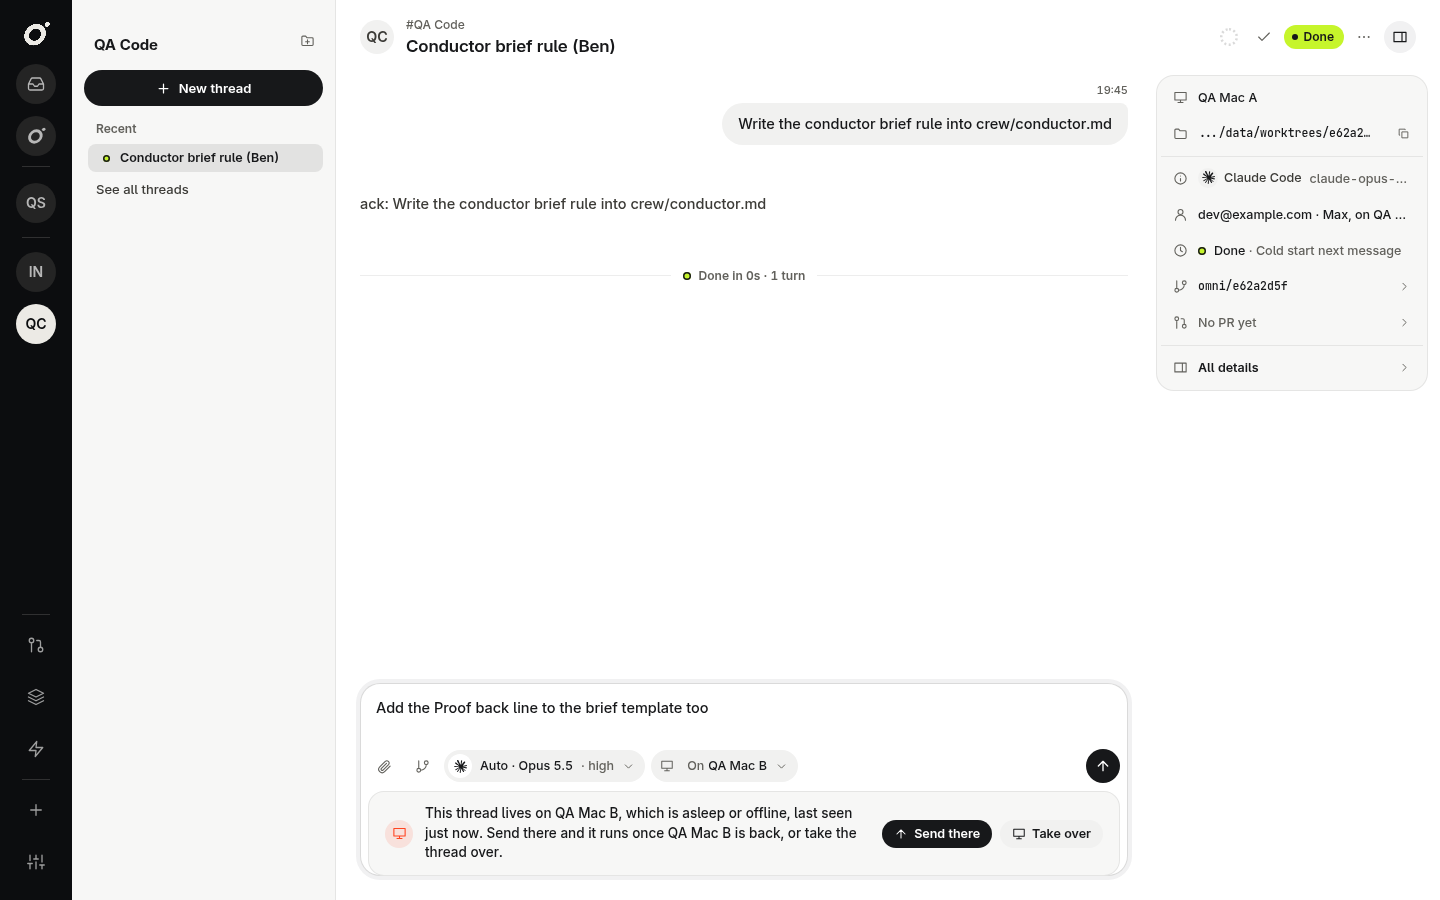 QA Code
New thread
Recent
Conductor brief rule (Ben)
See all threads
QS
IN
QC
QC
#QA Code
Conductor brief rule (Ben)
Done
19:45
Write the conductor brief rule into crew/conductor.md
ack: Write the conductor brief rule into crew/conductor.md
Done in 0s · 1 turn
QA Mac A
.../data/worktrees/e62a2…
Claude Code claude-opus-...
dev@example.com · Max, on QA ...
Done · Cold start next message
omni/e62a2d5f
No PR yet
All details
Add the Proof back line to the brief template too
Auto · Opus 5.5 · high
On QA Mac B
This thread lives on QA Mac B, which is asleep or offline, last seen
just now. Send there and it runs once QA Mac B is back, or take the
thread over.
Send there
Take over